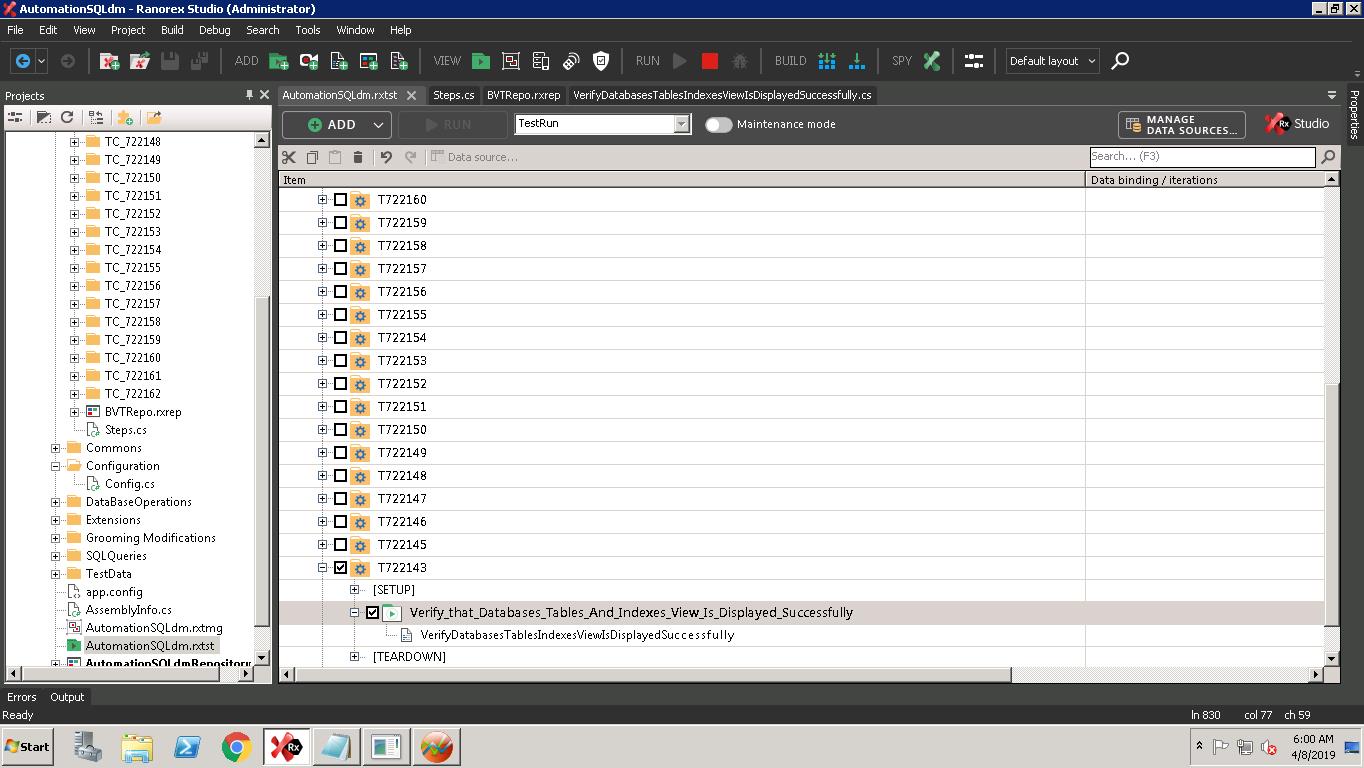 AutomationSQLdm - Ranorex Studio (Administrator)
File Edit View Project Build Debug Search Tools Window Help
ADD VIEW RUN BUILD SPY Default layout
Projects
AutomationSQLdm.rxtst Steps.cs BVTRepo.rxrep VerifyDatabasesTablesIndexesViewIsDisplayedSuccessfully.cs
Properties
ADD RUN TestRun Maintenance mode MANAGE DATA SOURCES... Rx Studio
Data source... Search... (F3)
Item Data binding / iterations
TC_722148
TC_722149
TC_722150
TC_722151
TC_722152
TC_722153
TC_722154
TC_722155
TC_722156
TC_722157
TC_722158
TC_722159
TC_722160
TC_722161
TC_722162
BVTRepo.rxrep
Steps.cs
Commons
Configuration
Config.cs
DataBaseOperations
Extensions
Grooming Modifications
SQLQueries
TestData
app.config
AssemblyInfo.cs
AutomationSQLdm.rxtmg
AutomationSQLdm.rxtst
AutomationSQLdmRepository
T722160
T722159
T722158
T722157
T722156
T722155
T722154
T722153
T722152
T722151
T722150
T722149
T722148
T722147
T722146
T722145
T722143
[SETUP]
Verify_that_Databases_Tables_And_Indexes_View_Is_Displayed_Successfully
VerifyDatabasesTablesIndexesViewIsDisplayedSuccessfully
[TEARDOWN]
Errors Output
Ready ln 830 col 77 ch 59
Start Rx 6:00 AM
4/8/2019